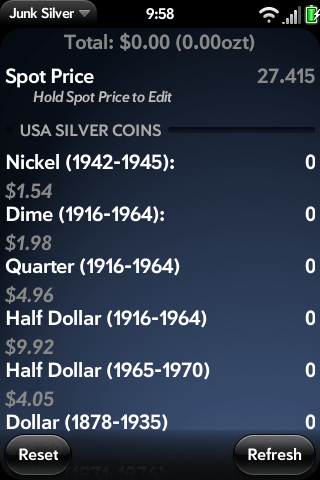 Junk Silver 9:58
Total: $0.00 (0.00ozt)
Spot Price 27.415
Hold Spot Price to Edit
USA SILVER COINS
Nickel (1942-1945): 0
$1.54
Dime (1916-1964): 0
$1.98
Quarter (1916-1964) 0
$4.96
Half Dollar (1916-1964) 0
$9.92
Half Dollar (1965-1970) 0
$4.05
Dollar (1878-1935) 0
Reset Refresh